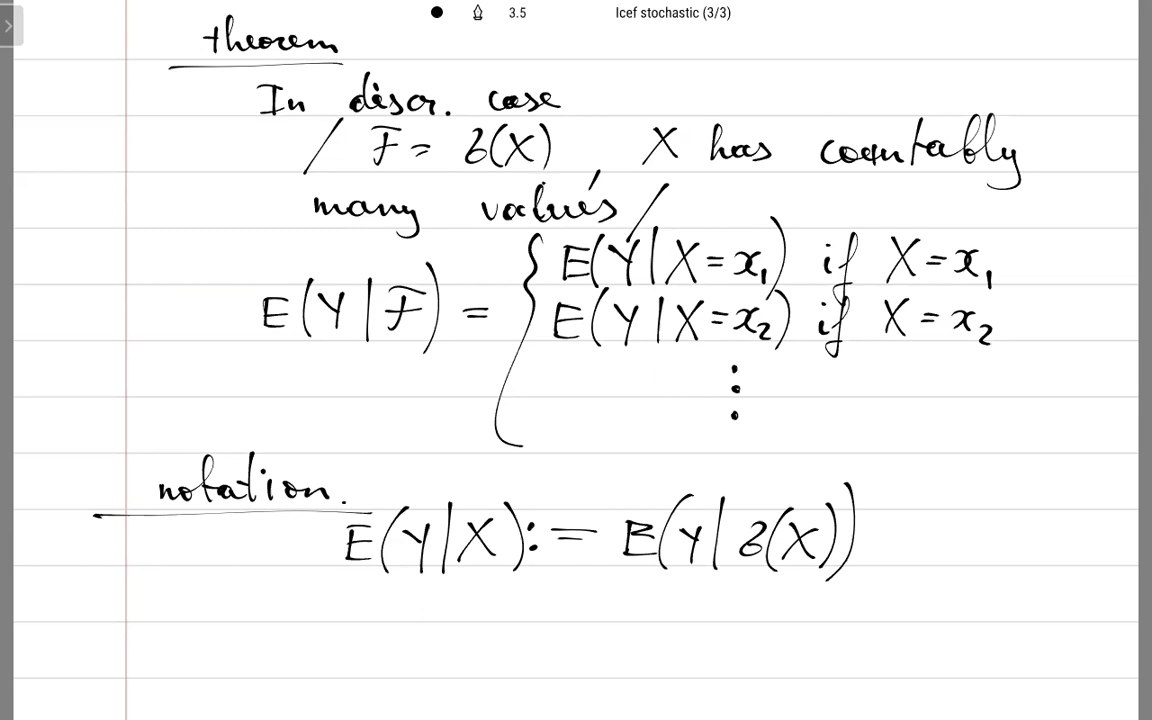 3.5 Icef stochastic (3/3)
theorem
In discr. case
/ F = σ(X), X has countably
many values /
E(Y|F) = { E(Y|X=x₁) if X=x₁
E(Y|X=x₂) if X=x₂
⋮
notation.
E(Y|X) := E(Y|σ(X))